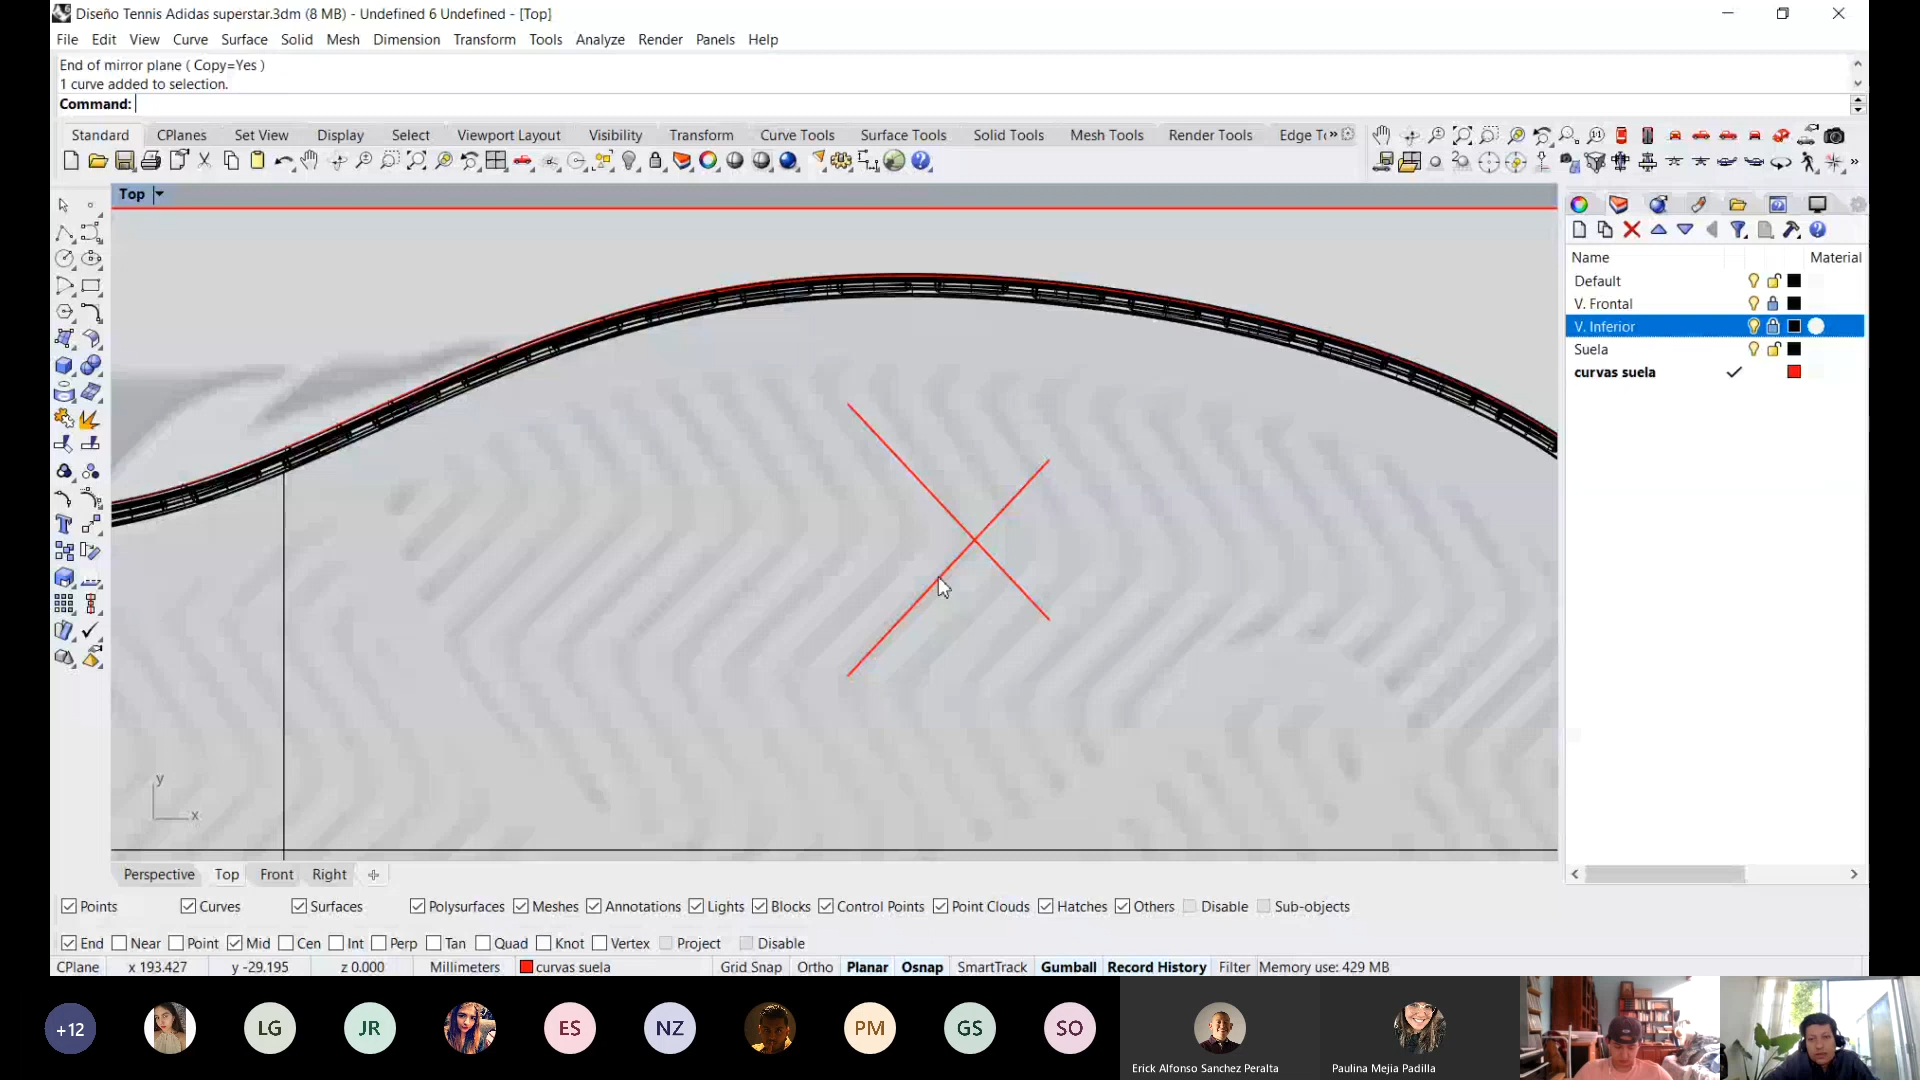 Diseño Tennis Adidas superstar.3dm (8 MB) - Undefined 6 Undefined - [Top]
File Edit View Curve Surface Solid Mesh Dimension Transform Tools Analyze Render Panels Help
End of mirror plane ( Copy=Yes )
1 curve added to selection.
Command:
Standard CPlanes Set View Display Select Viewport Layout Visibility Transform Curve Tools Surface Tools Solid Tools Mesh Tools Render Tools Edge To
Top
Name Material
Default
V. Frontal
V. Inferior
Suela
curvas suela
y
x
Perspective Top Front Right
Points Curves Surfaces Polysurfaces Meshes Annotations Lights Blocks Control Points Point Clouds Hatches Others Disable Sub-objects
End Near Point Mid Cen Int Perp Tan Quad Knot Vertex Project Disable
CPlane x 193.427 y -29.195 z 0.000 Millimeters curvas suela Grid Snap Ortho Planar Osnap SmartTrack Gumball Record History Filter Memory use: 429 MB
+12 LG JR ES NZ PM GS SO
Erick Alfonso Sanchez Peralta Paulina Mejia Padilla